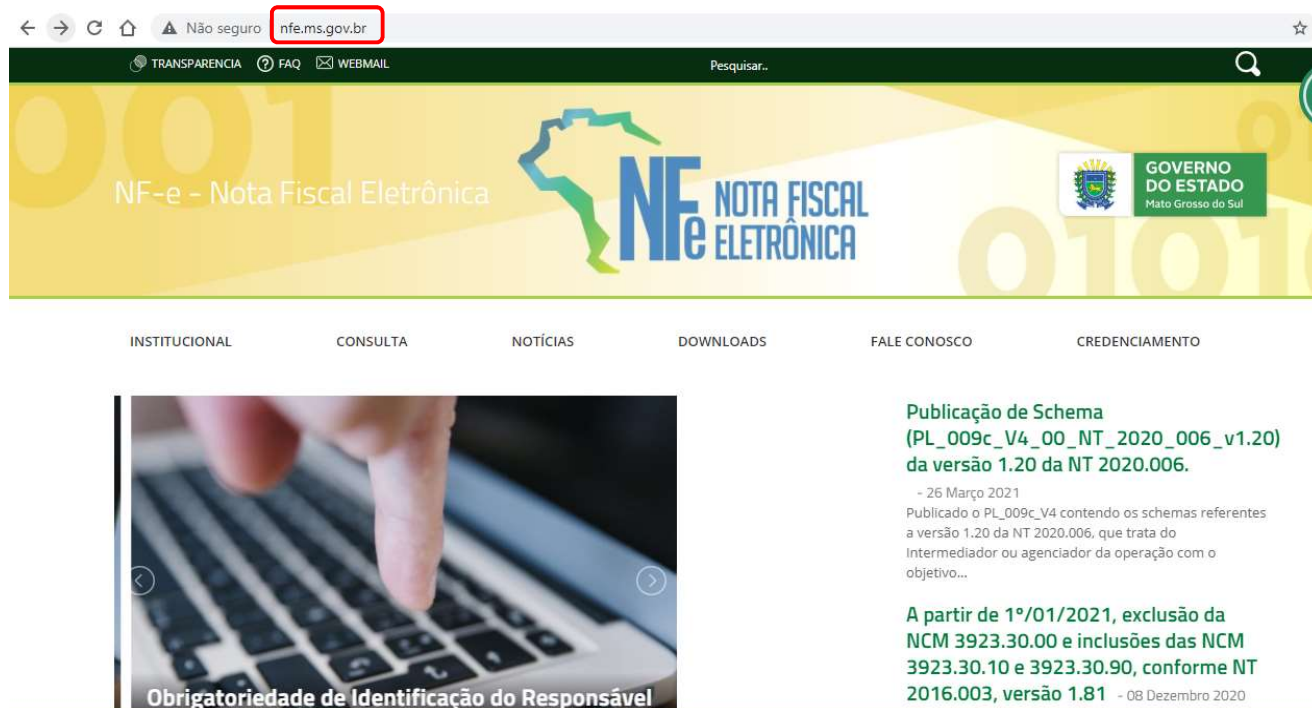 Não seguro nfe.ms.gov.br
TRANSPARENCIA FAQ WEBMAIL Pesquisar..
001
NF-e - Nota Fiscal Eletrônica
NFe NOTA FISCAL
ELETRÔNICA
GOVERNO
DO ESTADO
Mato Grosso do Sul
01010
INSTITUCIONAL CONSULTA NOTÍCIAS DOWNLOADS FALE CONOSCO CREDENCIAMENTO
Obrigatoriedade de Identificação do Responsável
Publicação de Schema
(PL_009c_V4_00_NT_2020_006_v1.20)
da versão 1.20 da NT 2020.006.
- 26 Março 2021
Publicado o PL_009c_V4 contendo os schemas referentes
a versão 1.20 da NT 2020.006, que trata do
Intermediador ou agenciador da operação com o
objetivo...
A partir de 1º/01/2021, exclusão da
NCM 3923.30.00 e inclusões das NCM
3923.30.10 e 3923.30.90, conforme NT
2016.003, versão 1.81 - 08 Dezembro 2020